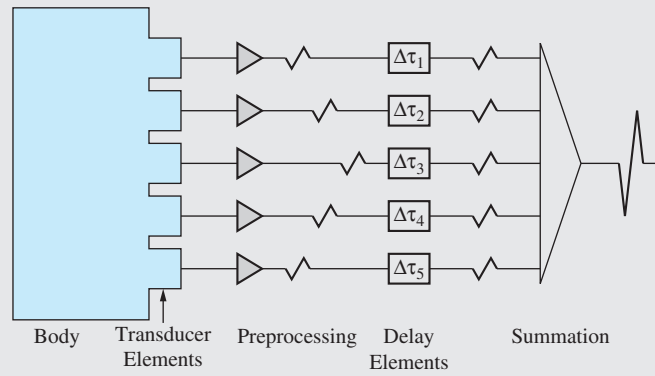 Δτ1
Δτ2
Δτ3
Δτ4
Δτ5
Body
Transducer
Elements
Preprocessing
Delay
Elements
Summation